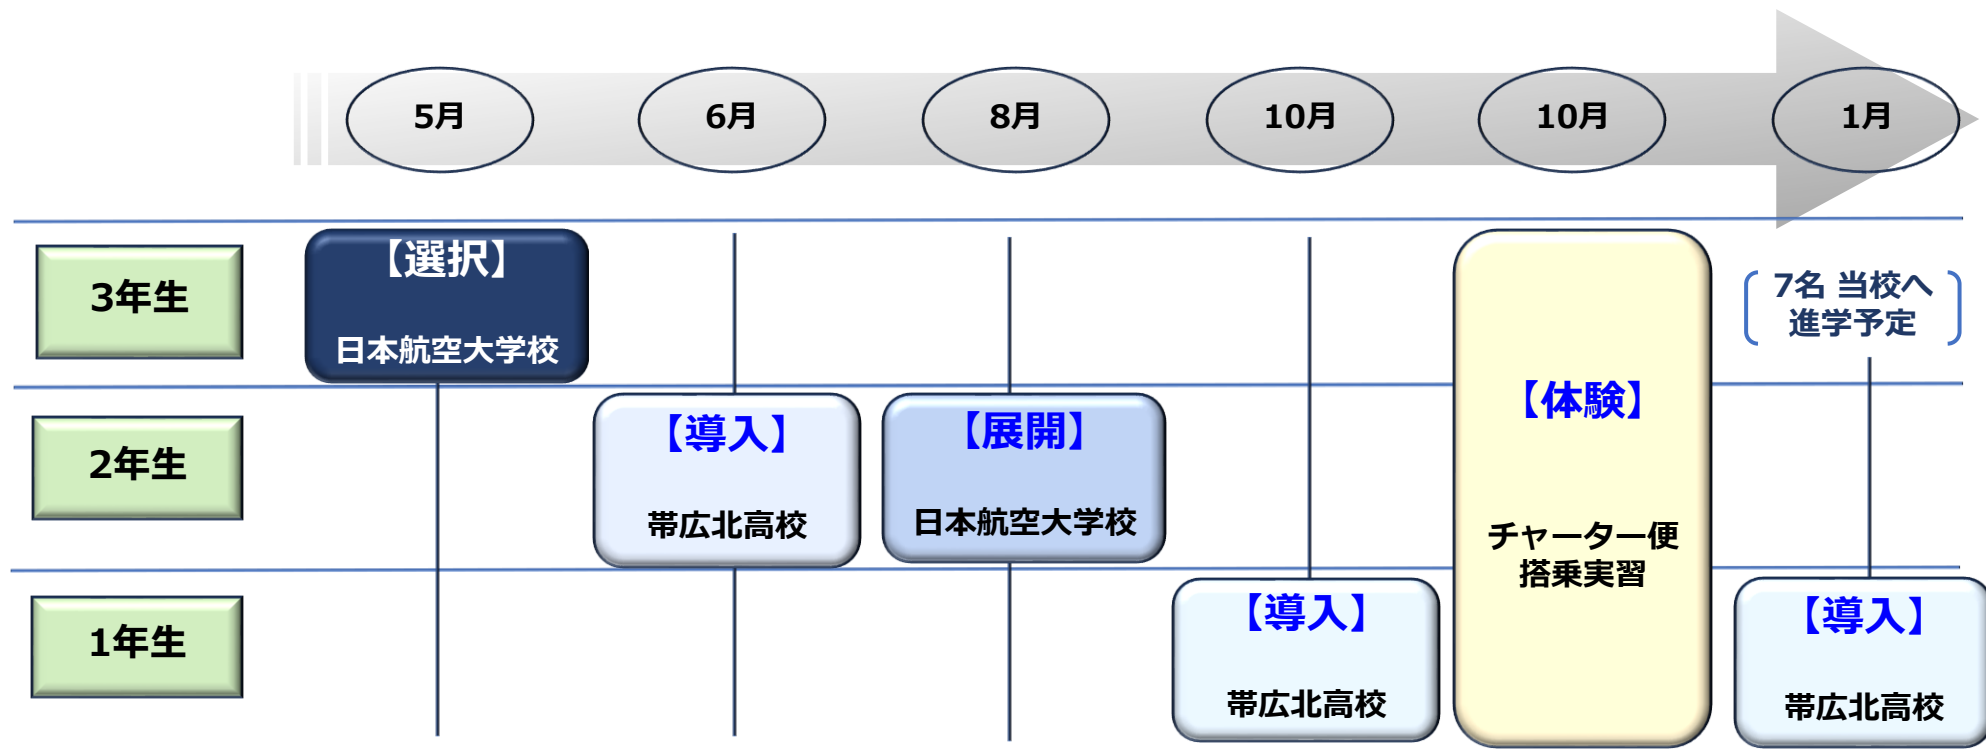 5月
6月
8月
10月
10月
1月
3年生
【選択】
日本航空大学校
7名 当校へ
進学予定
2年生
【導入】
帯広北高校
【展開】
日本航空大学校
【体験】
チャーター便
搭乗実習
1年生
【導入】
帯広北高校
【導入】
帯広北高校